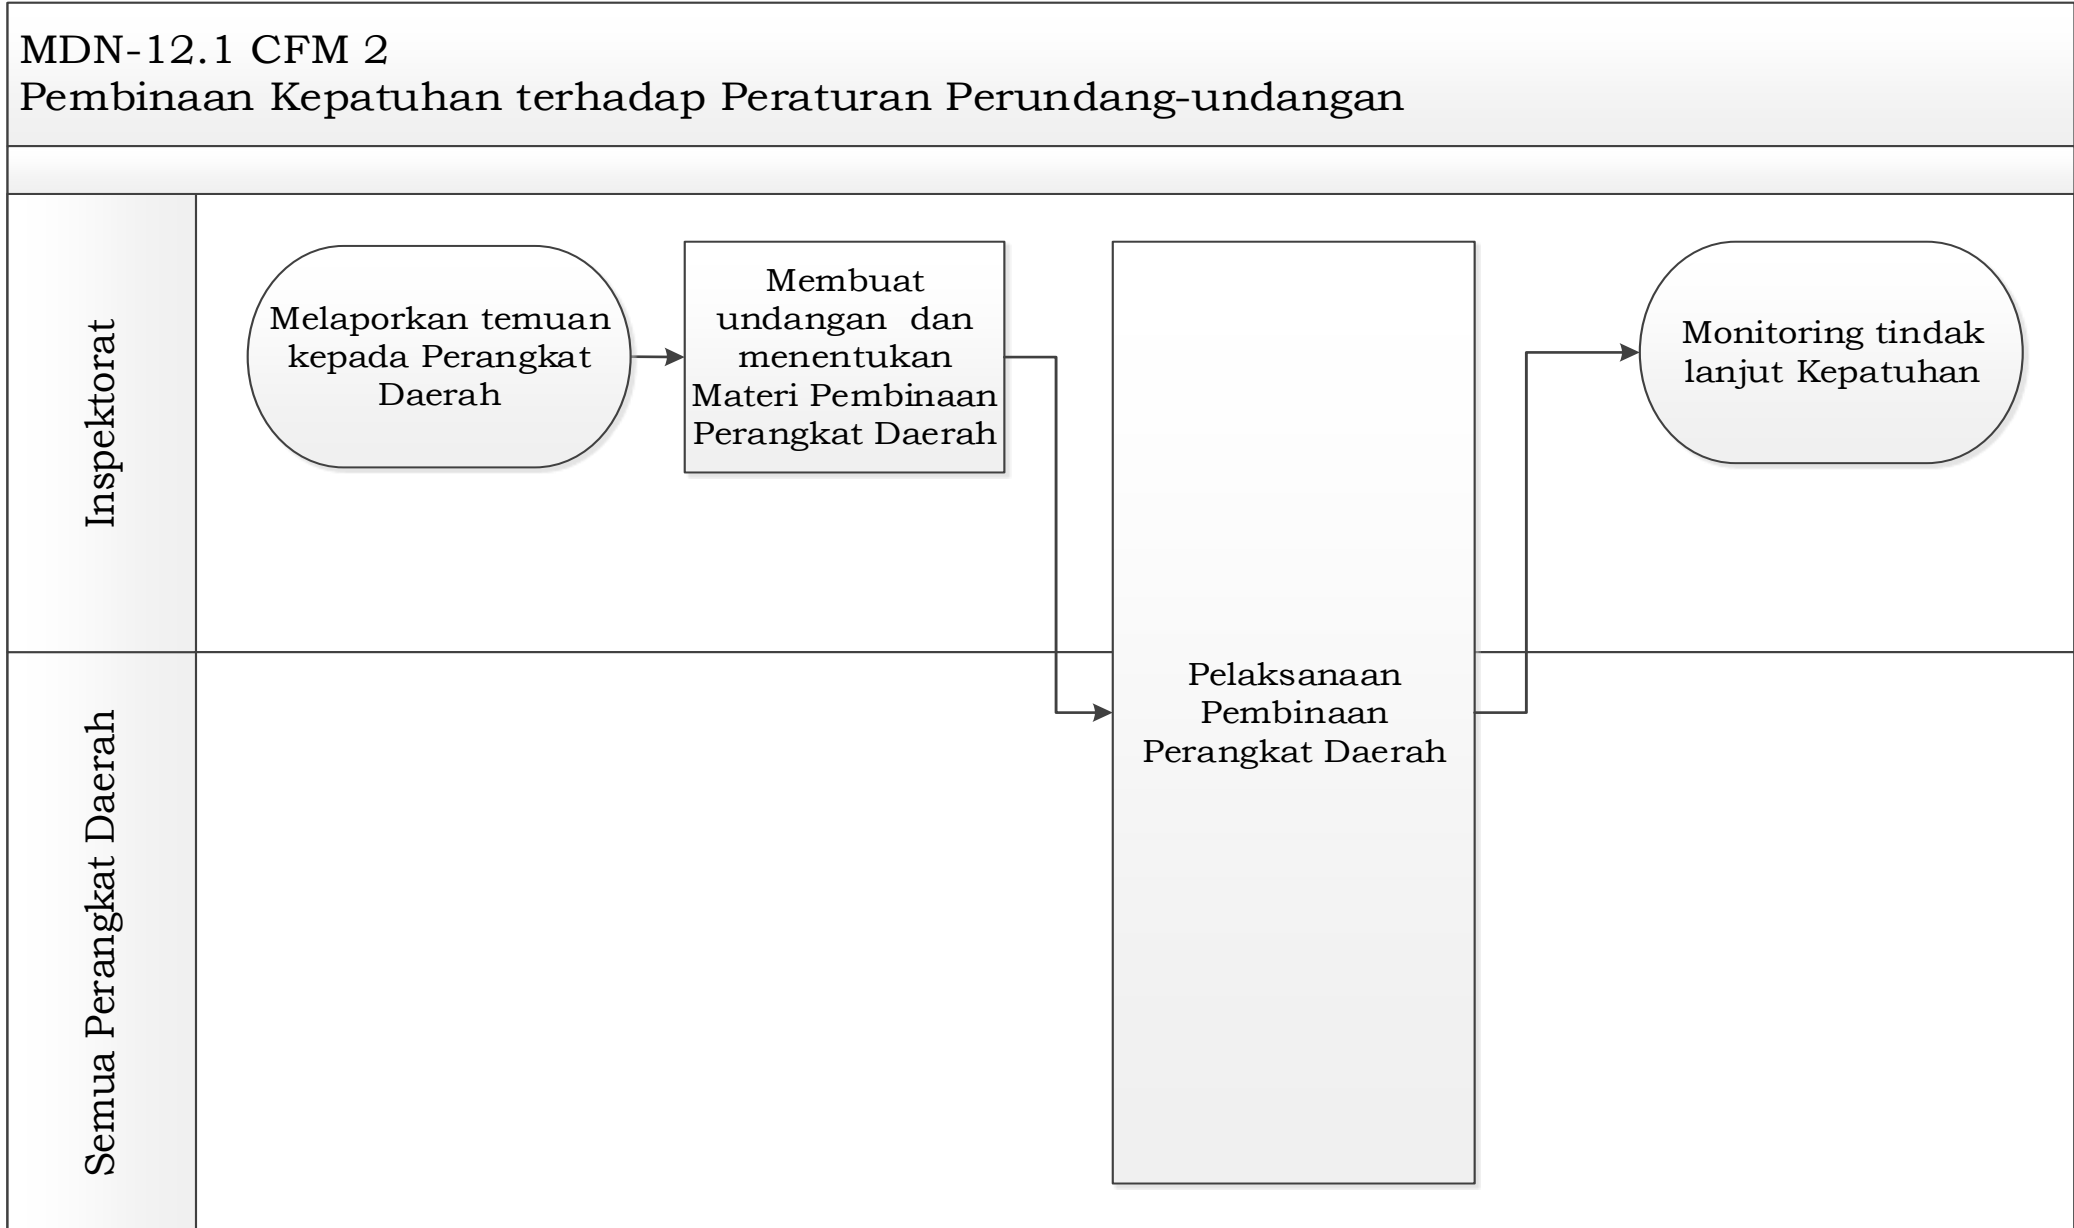 MDN-12.1 CFM 2
Pembinaan Kepatuhan terhadap Peraturan Perundang-undangan
Inspektorat
Melaporkan temuan
kepada Perangkat
Daerah
Membuat
undangan dan
menentukan
Materi Pembinaan
Perangkat Daerah
Monitoring tindak
lanjut Kepatuhan
Semua Perangkat Daerah
Pelaksanaan
Pembinaan
Perangkat Daerah